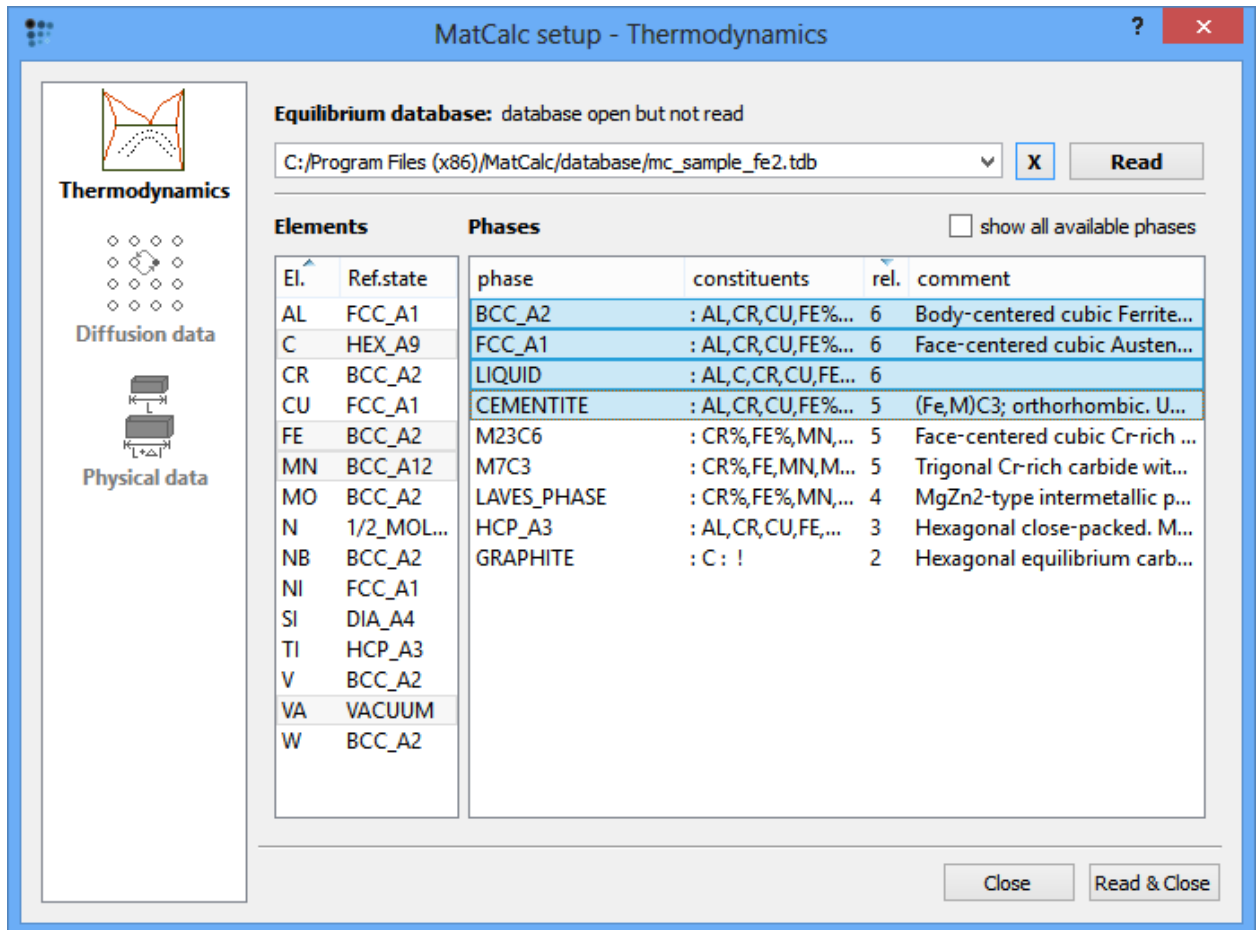 MatCalc setup - Thermodynamics ? ×
Thermodynamics
Diffusion data
L
L+Δl
Physical data
Equilibrium database: database open but not read
C:/Program Files (x86)/MatCalc/database/mc_sample_fe2.tdb X Read
Elements Phases show all available phases
El. Ref.state
AL FCC_A1
C HEX_A9
CR BCC_A2
CU FCC_A1
FE BCC_A2
MN BCC_A12
MO BCC_A2
N 1/2_MOL...
NB BCC_A2
NI FCC_A1
SI DIA_A4
TI HCP_A3
V BCC_A2
VA VACUUM
W BCC_A2
phase constituents rel. comment
BCC_A2 : AL,CR,CU,FE%... 6 Body-centered cubic Ferrite...
FCC_A1 : AL,CR,CU,FE%... 6 Face-centered cubic Austen...
LIQUID : AL,C,CR,CU,FE... 6
CEMENTITE : AL,CR,CU,FE%... 5 (Fe,M)C3; orthorhombic. U...
M23C6 : CR%,FE%,MN,... 5 Face-centered cubic Cr-rich ...
M7C3 : CR%,FE,MN,M... 5 Trigonal Cr-rich carbide wit...
LAVES_PHASE : CR%,FE%,MN,... 4 MgZn2-type intermetallic p...
HCP_A3 : AL,CR,CU,FE,... 3 Hexagonal close-packed. M...
GRAPHITE : C : ! 2 Hexagonal equilibrium carb...
Close Read & Close